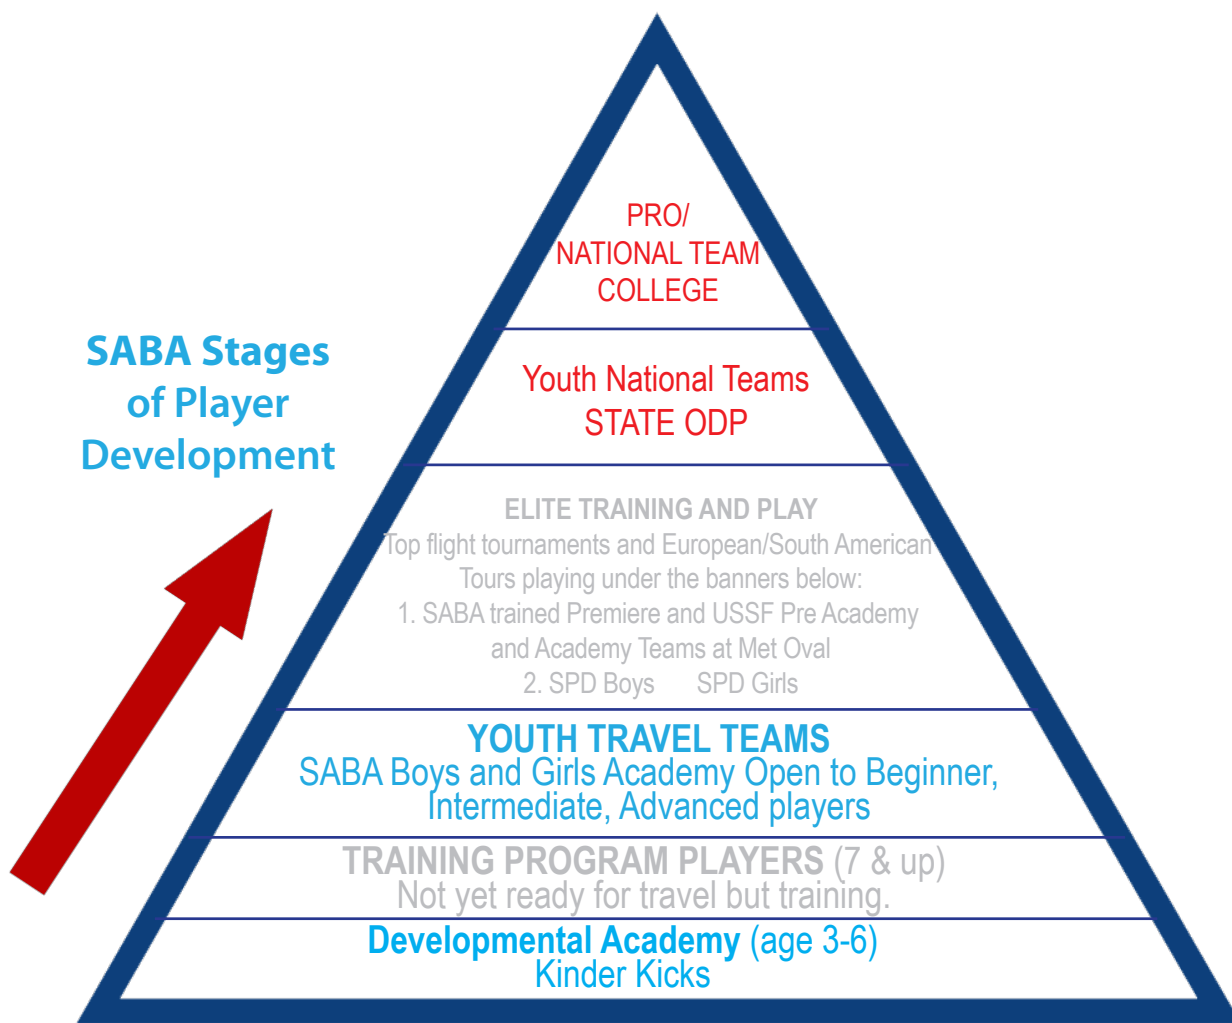 SABA Stages
of Player
Development
PRO/
NATIONAL TEAM
COLLEGE
Youth National Teams
STATE ODP
ELITE TRAINING AND PLAY
Top flight tournaments and European/South American
Tours playing under the banners below:
1. SABA trained Premiere and USSF Pre Academy
and Academy Teams at Met Oval
2. SPD Boys SPD Girls
YOUTH TRAVEL TEAMS
SABA Boys and Girls Academy Open to Beginner,
Intermediate, Advanced players
TRAINING PROGRAM PLAYERS (7 & up)
Not yet ready for travel but training.
Developmental Academy (age 3-6)
Kinder Kicks